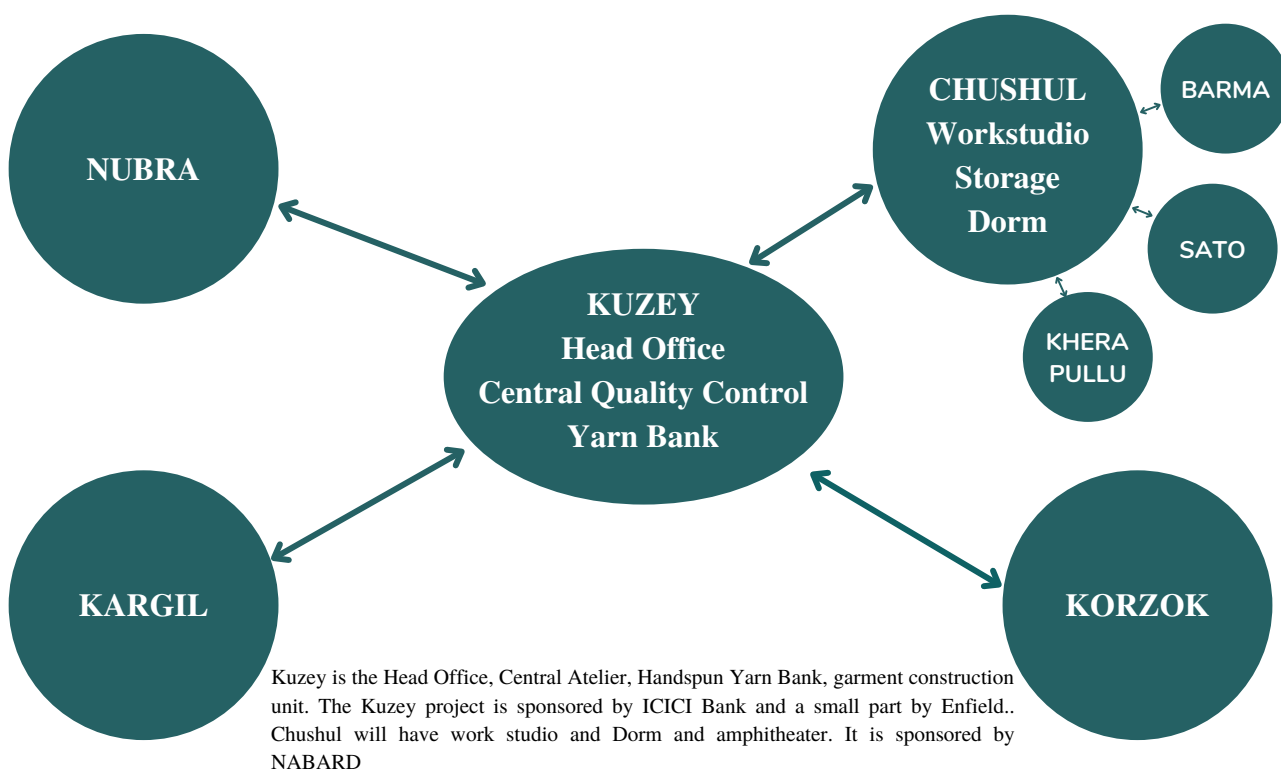 NUBRA
CHUSHUL
Workstudio
Storage
Dorm
BARMA
SATO
KHERA
PULLU
KUZEY
Head Office
Central Quality Control
Yarn Bank
KARGIL
KORZOK
Kuzey is the Head Office, Central Atelier, Handspun Yarn Bank, garment construction
unit. The Kuzey project is sponsored by ICICI Bank and a small part by Enfield..
Chushul will have work studio and Dorm and amphitheater. It is sponsored by
NABARD